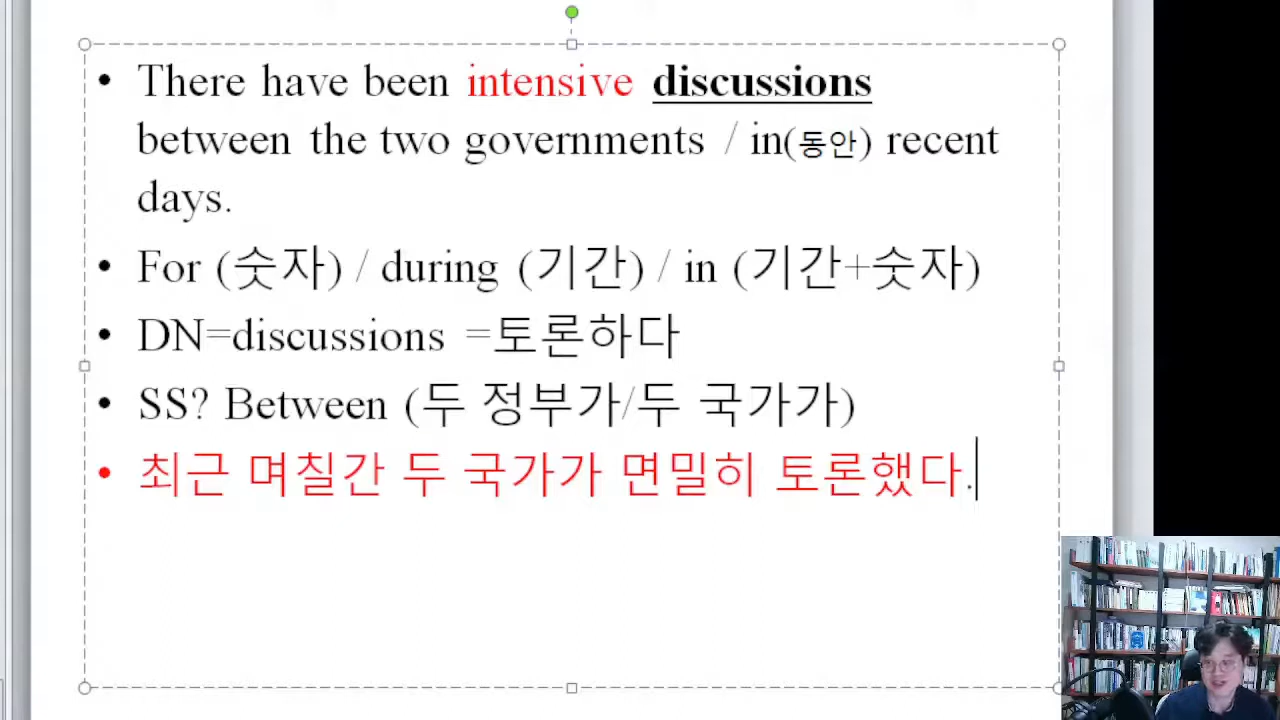 • There have been intensive discussions
between the two governments / in(동안) recent
days.
• For (숫자) / during (기간) / in (기간+숫자)
• DN=discussions =토론하다
• SS? Between (두 정부가/두 국가가)
• 최근 며칠간 두 국가가 면밀히 토론했다.